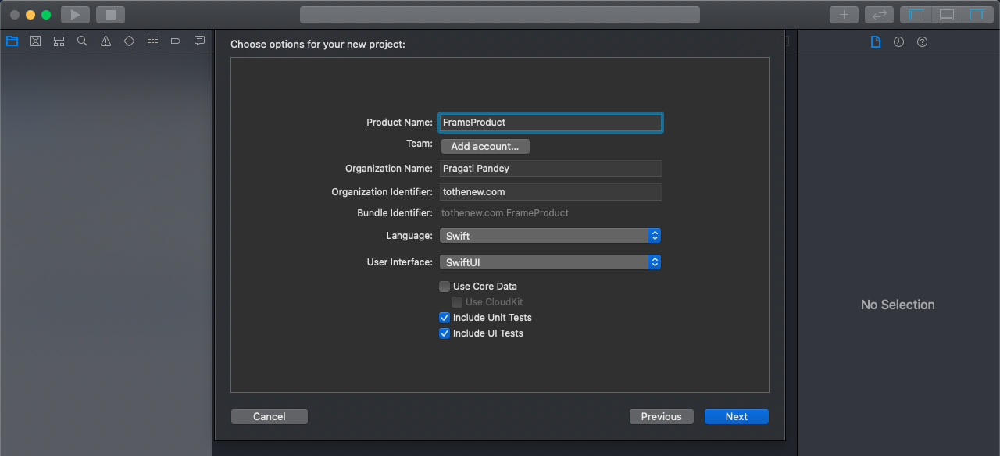 Choose options for your new project:
Product Name: FrameProduct
Team: Add account...
Organization Name: Pragati Pandey
Organization Identifier: tothenew.com
Bundle Identifier: tothenew.com.FrameProduct
Language: Swift
User Interface: SwiftUI
Use Core Data
Use CloudKit
Include Unit Tests
Include UI Tests
No Selection
Cancel Previous Next